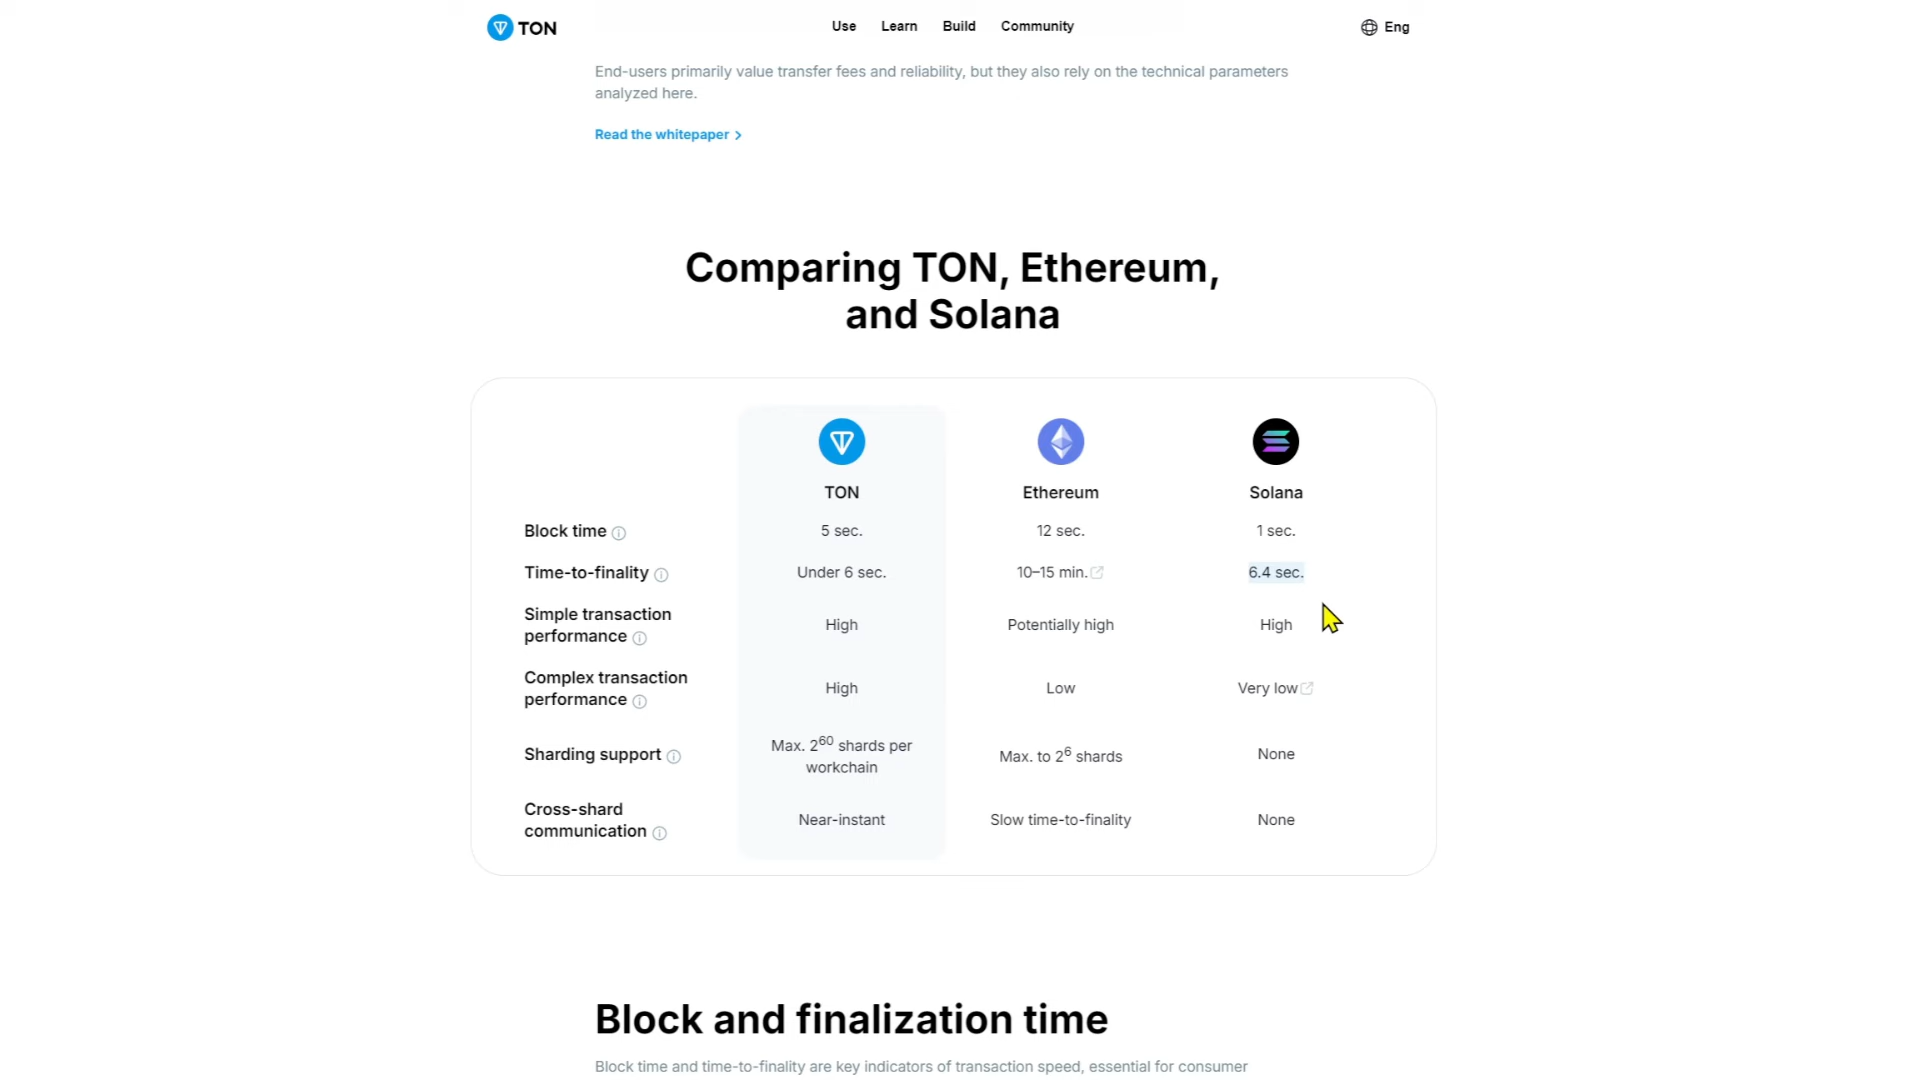 TON
Use Learn Build Community
Eng
End-users primarily value transfer fees and reliability, but they also rely on the technical parameters
analyzed here.
Read the whitepaper
Comparing TON, Ethereum,
and Solana
TON Ethereum Solana
Block time 5 sec. 12 sec. 1 sec.
Time-to-finality Under 6 sec. 10–15 min. 6.4 sec.
Simple transaction
performance High Potentially high High
Complex transaction
performance High Low Very low
Sharding support Max. 2⁶⁰ shards per
workchain Max. to 2⁶ shards None
Cross-shard
communication Near-instant Slow time-to-finality None
Block and finalization time
Block time and time-to-finality are key indicators of transaction speed, essential for consumer